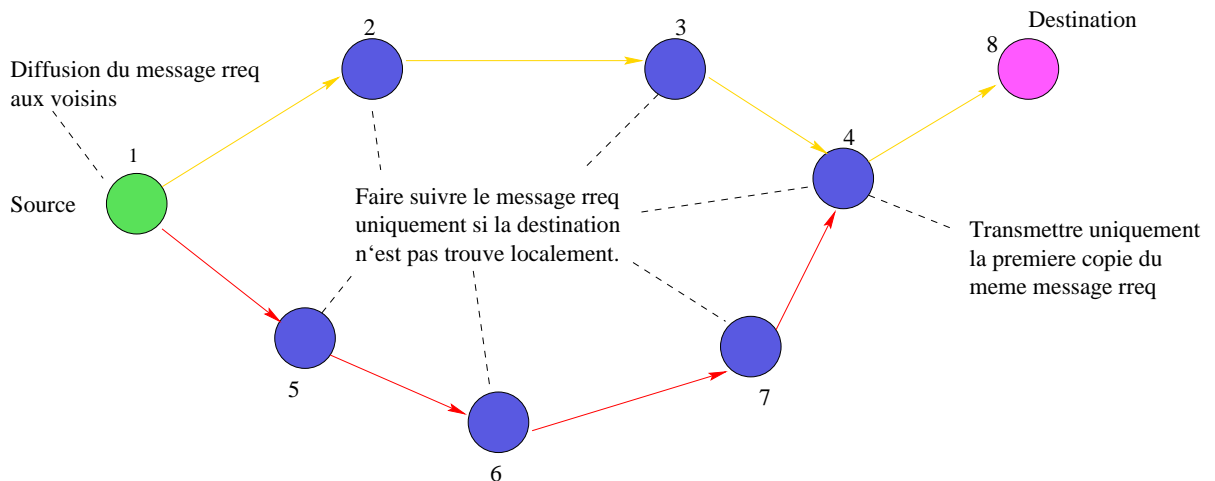 Destination
2
3
8
Diffusion du message rreq
aux voisins
1
4
Source
Faire suivre le message rreq
uniquement si la destination
n‘est pas trouve localement.
Transmettre uniquement
la premiere copie du
meme message rreq
5
7
6